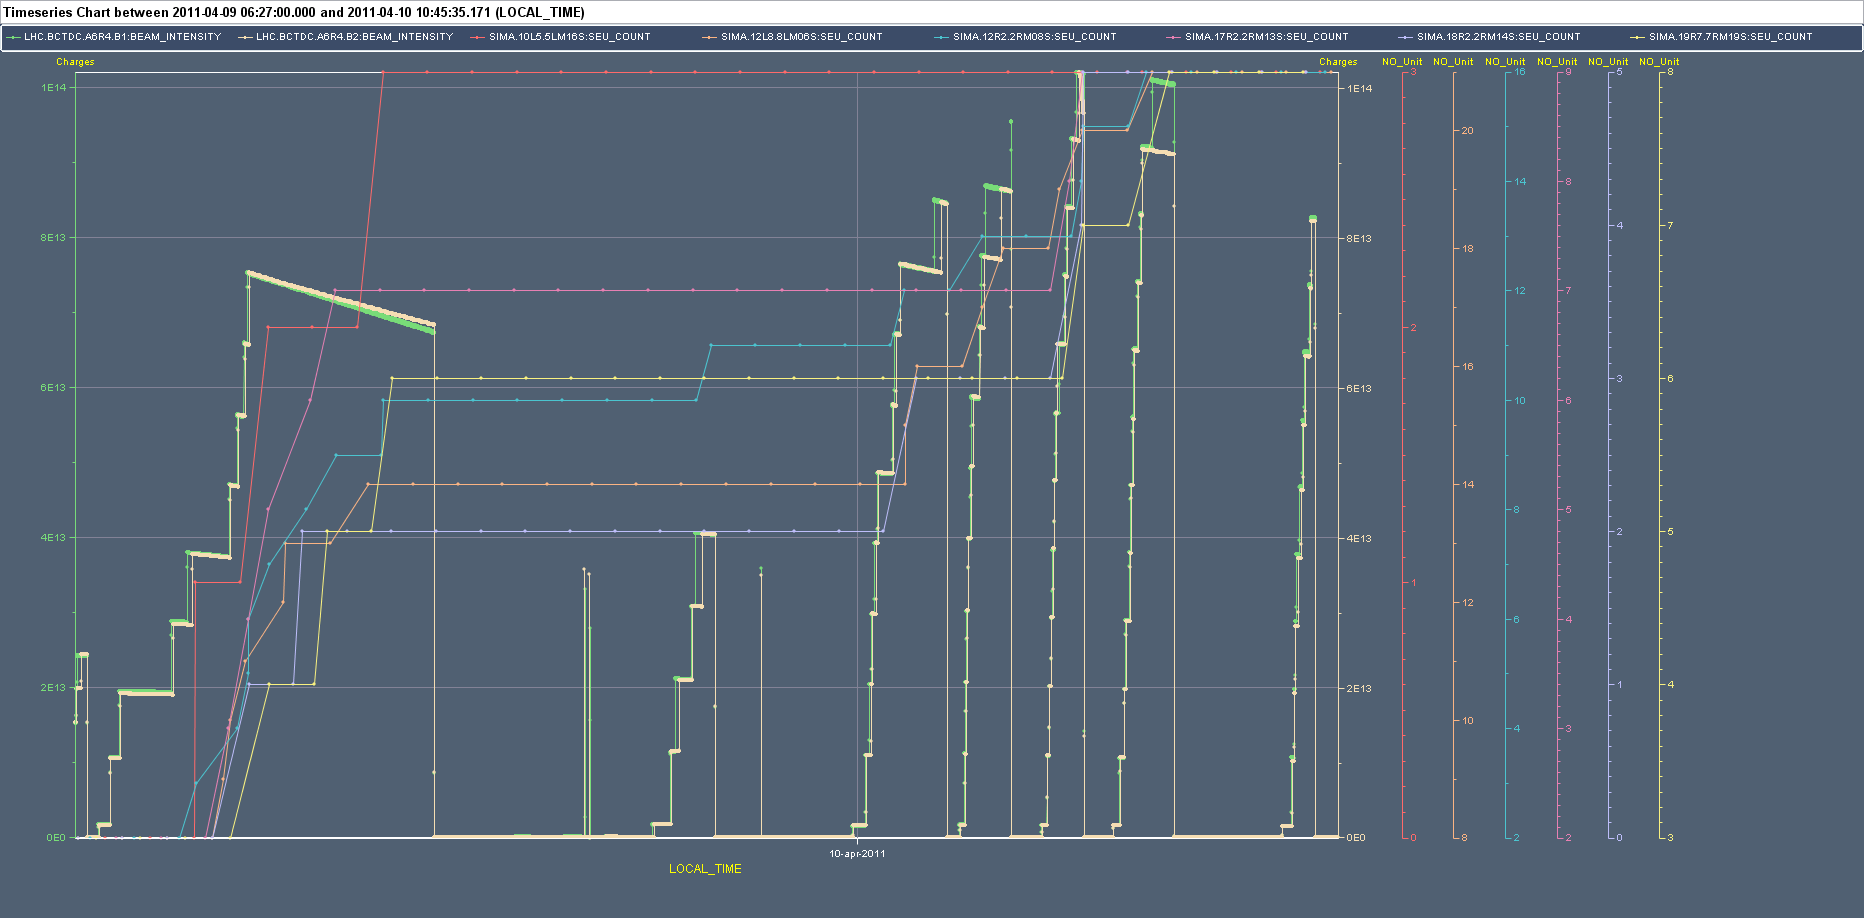 Timeseries Chart between 2011-04-09 06:27:00.000 and 2011-04-10 10:45:35.171 (LOCAL_TIME)
LHC.BCTDC.A6R4.B1:BEAM_INTENSITY LHC.BCTDC.A6R4.B2:BEAM_INTENSITY SIMA.10L5.5LM16S:SEU_COUNT SIMA.12L8.8LM06S:SEU_COUNT SIMA.12R2.2RM08S:SEU_COUNT SIMA.17R2.2RM13S:SEU_COUNT SIMA.18R2.2RM14S:SEU_COUNT SIMA.19R7.7RM19S:SEU_COUNT
Charges Charges NO_Unit NO_Unit NO_Unit NO_Unit NO_Unit NO_Unit
3 16 9 5 8
1E14 1E14
20
14 8
4 7
8E13 8E13
18
12 7
2
16
6E13 6E13
3 6
10 6
14
8 5
2 5
4E13 4E13
1
12
6 4
2E13 2E13
1 4
10
4 3
0E0 0E0 0 8 2 2 0 3
10-apr-2011
LOCAL_TIME